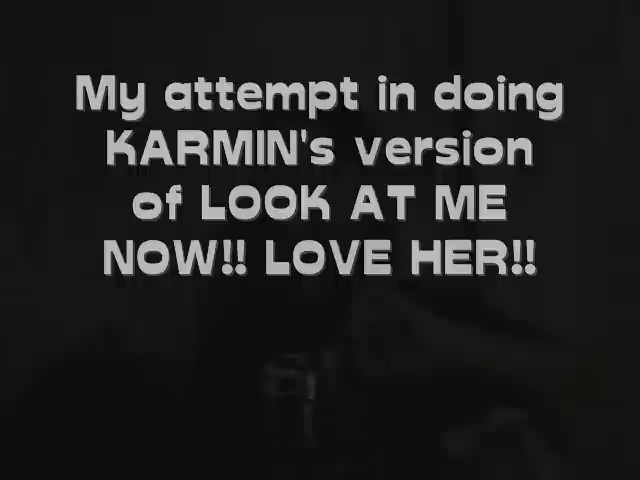 My attempt in doing
KARMIN's version
of LOOK AT ME
NOW!! LOVE HER!!